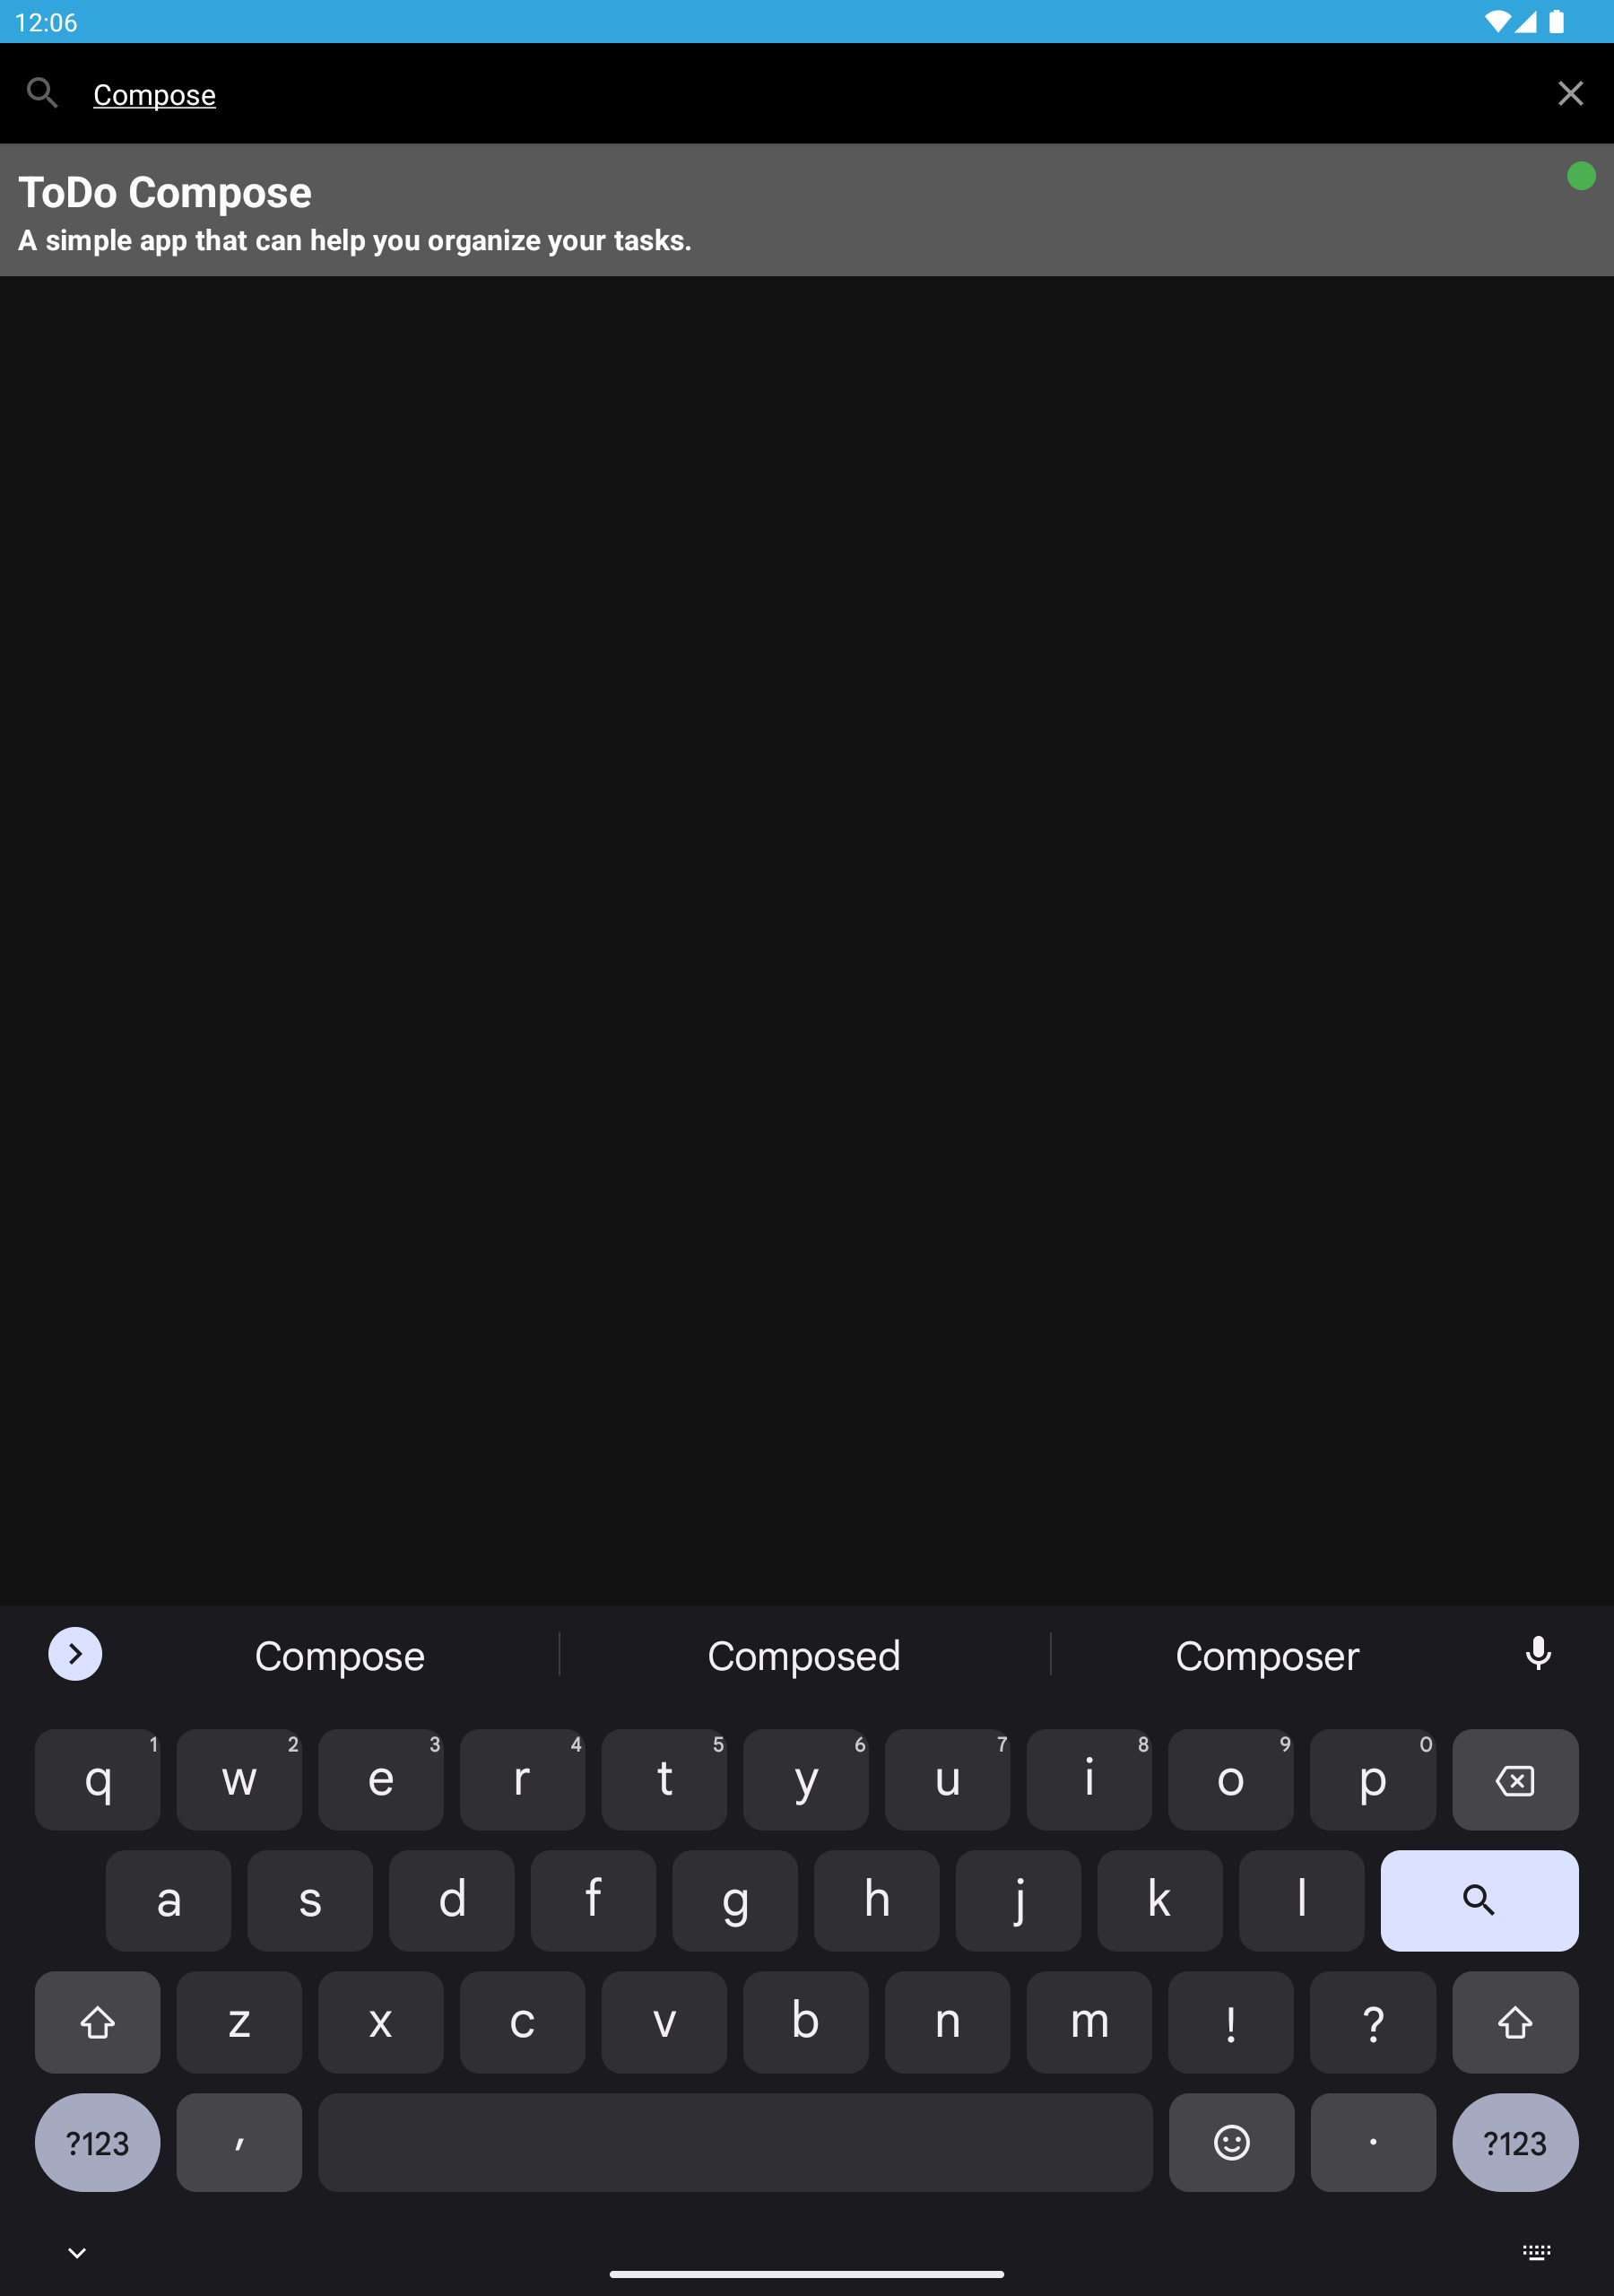 12:06
Compose
ToDo Compose
A simple app that can help you organize your tasks.
Compose Composed Composer
q 1 w 2 e 3 r 4 t 5 y 6 u 7 i 8 o 9 p 0
a s d f g h j k l
z x c v b n m ! ?
?123 , . ?123